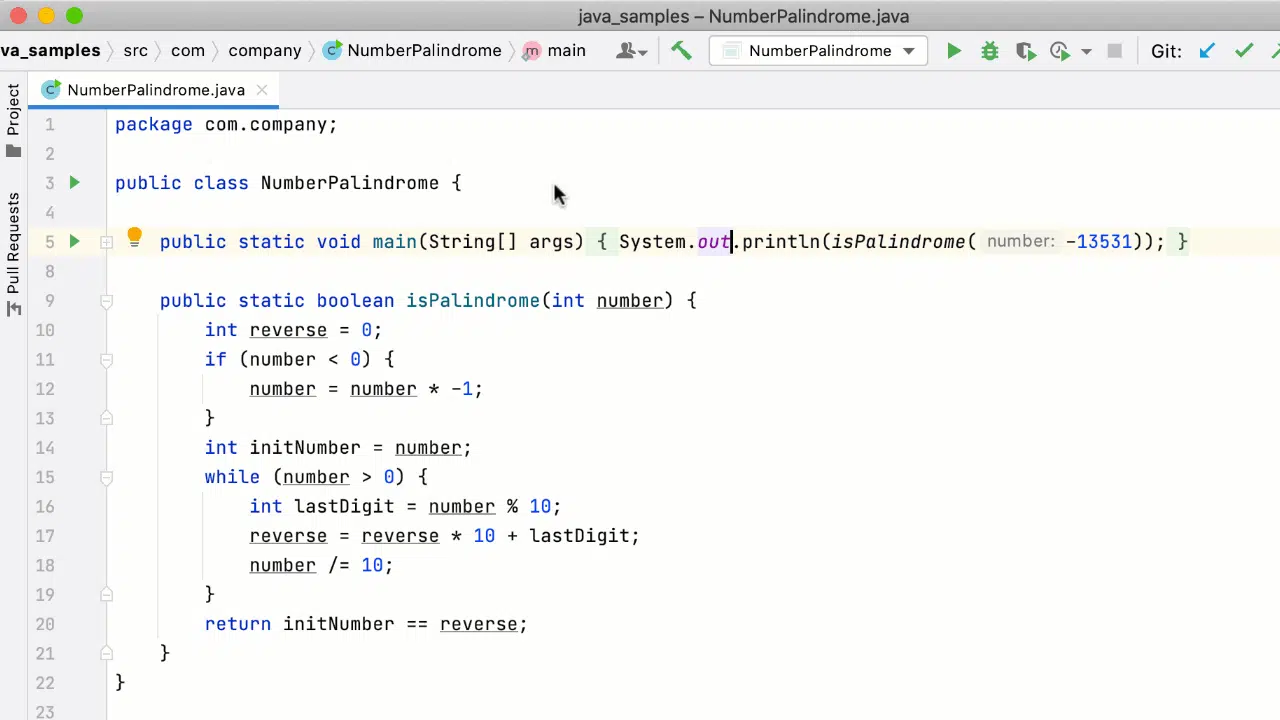 java_samples – NumberPalindrome.java
va_samples src com company NumberPalindrome main NumberPalindrome Git:
NumberPalindrome.java
Project
Pull Requests
1 package com.company;
2
3 public class NumberPalindrome {
4
5 public static void main(String[] args) { System.out.println(isPalindrome( number: -13531)); }
8
9 public static boolean isPalindrome(int number) {
10 int reverse = 0;
11 if (number < 0) {
12 number = number * -1;
13 }
14 int initNumber = number;
15 while (number > 0) {
16 int lastDigit = number % 10;
17 reverse = reverse * 10 + lastDigit;
18 number /= 10;
19 }
20 return initNumber == reverse;
21 }
22 }
23